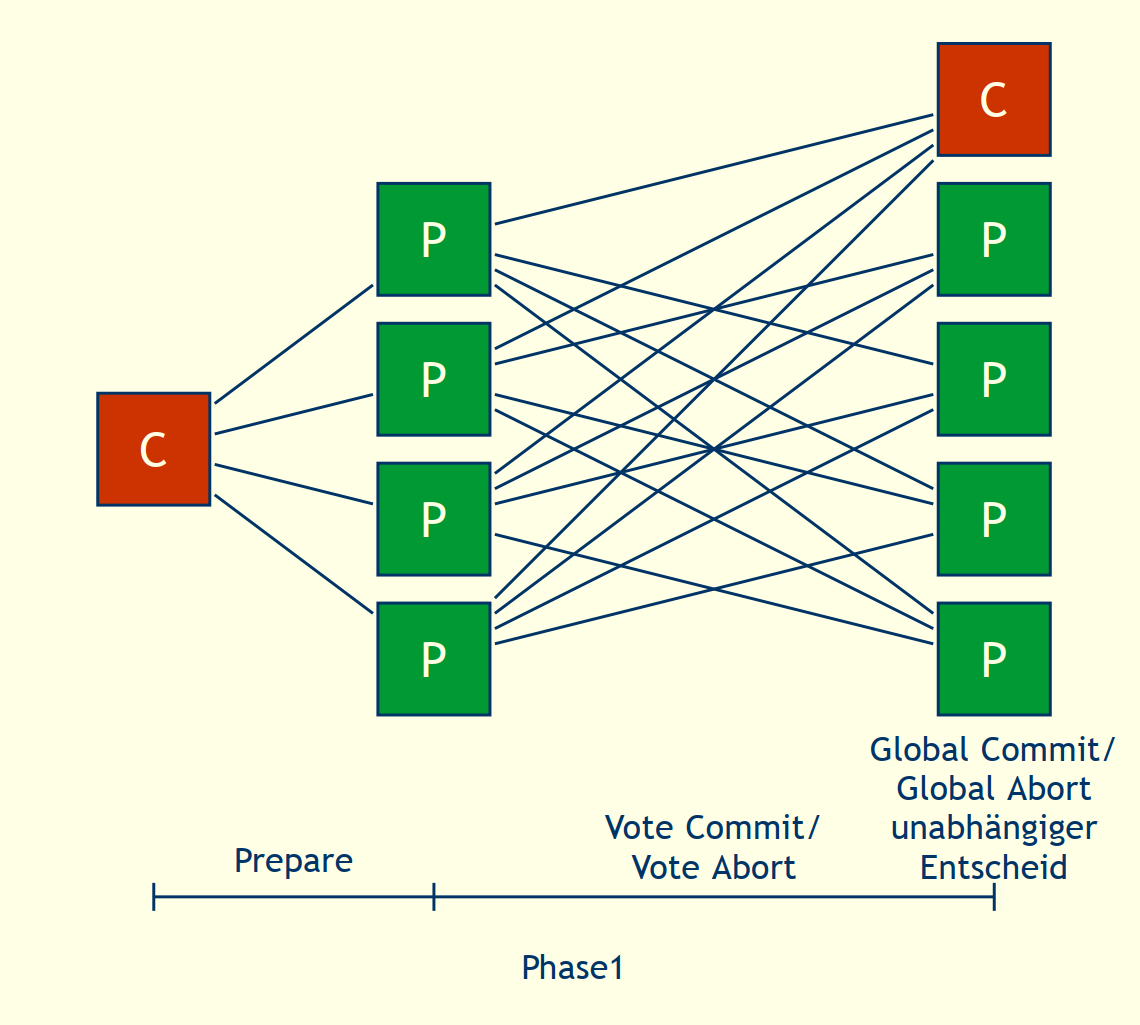 C
P
P
P
P
C
P
P
P
P
Prepare
Vote Commit/
Vote Abort
Global Commit/
Global Abort
unabhängiger
Entscheid
Phase1